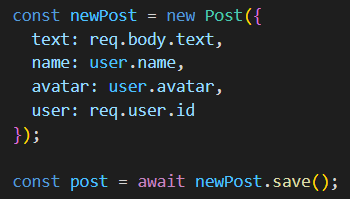 const newPost = new Post({
  text: req.body.text,
  name: user.name,
  avatar: user.avatar,
  user: req.user.id
});

const post = await newPost.save();